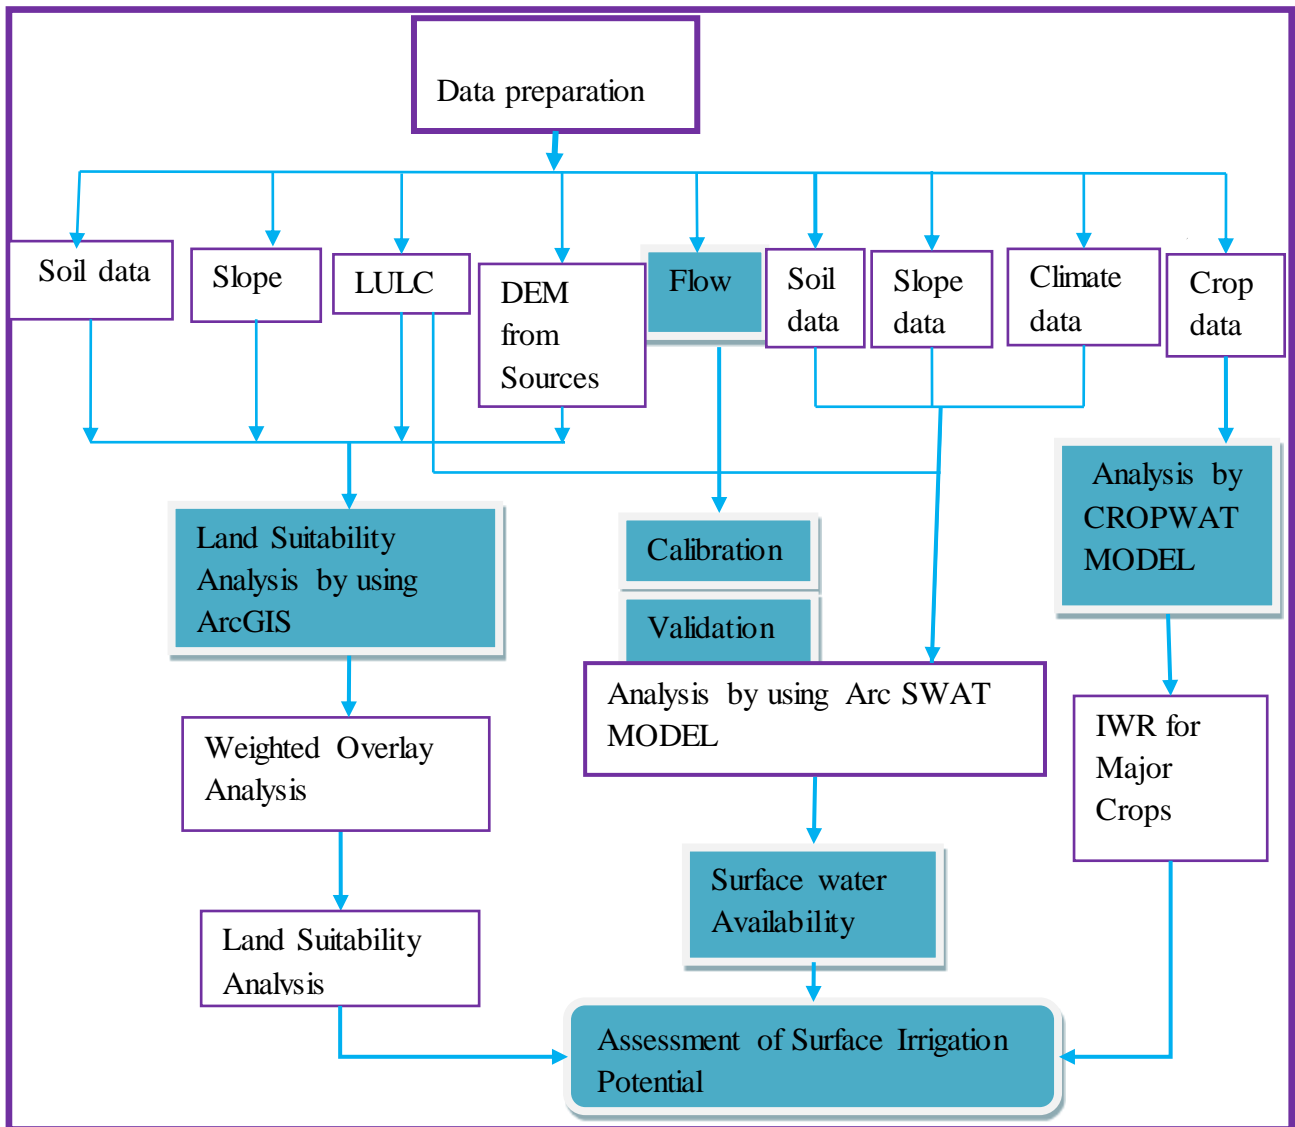 Data preparation
Soil data
Slope
LULC
DEM
from
Sources
Flow
Soil
data
Slope
data
Climate
data
Crop
data
Land Suitability
Analysis by using
ArcGIS
Calibration
Validation
Analysis by
CROPWAT
MODEL
Analysis by using Arc SWAT
MODEL
Weighted Overlay
Analysis
IWR for
Major
Crops
Surface water
Availability
Land Suitability
Analysis
Assessment of Surface Irrigation
Potential